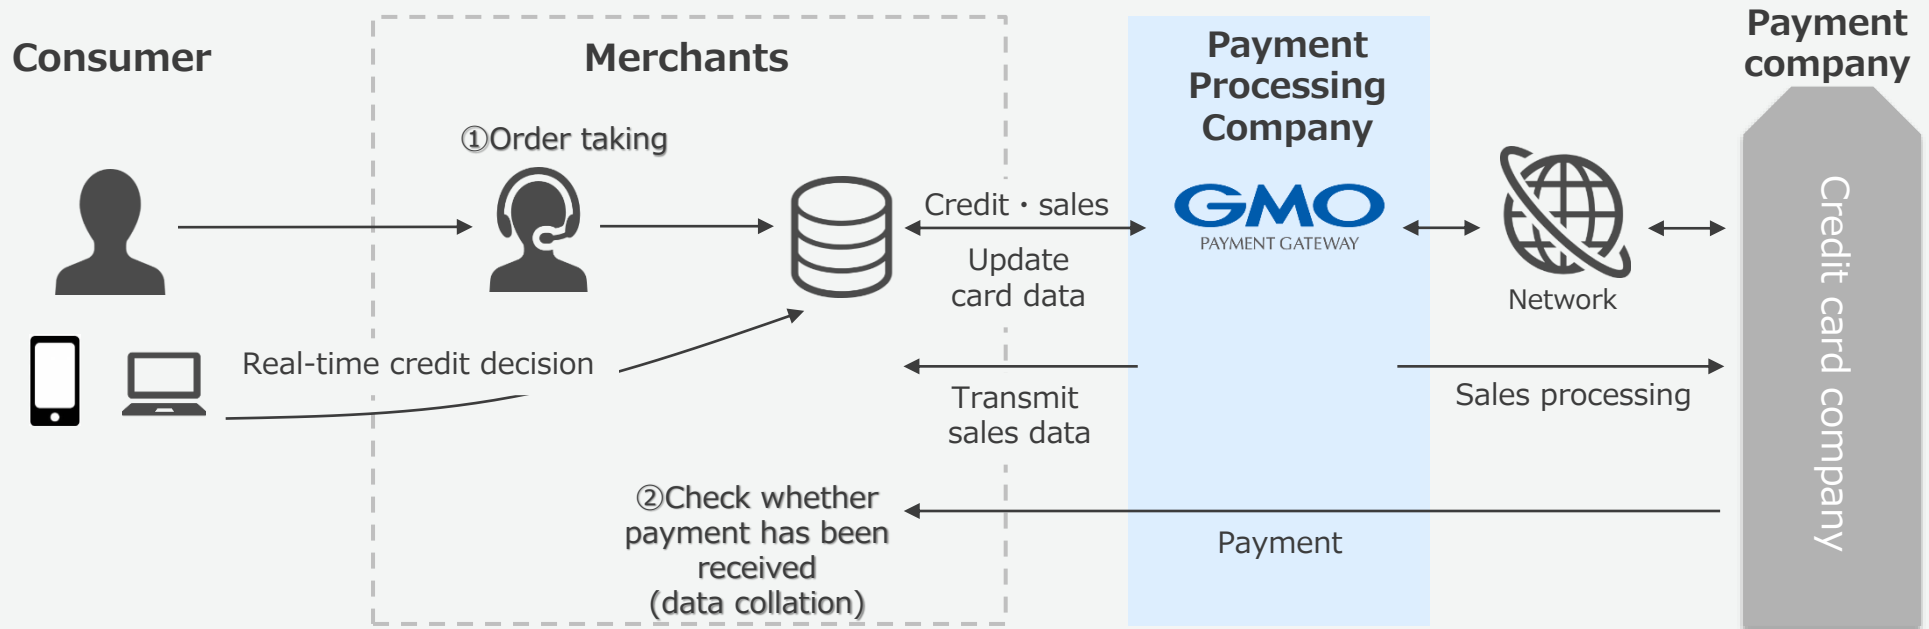 Consumer
Merchants
Payment
Processing
Company
Payment
company
①Order taking
Credit・sales
Update
card data
GMO
PAYMENT GATEWAY
Network
Credit card company
Real-time credit decision
Transmit
sales data
Sales processing
②Check whether
payment has been
received
(data collation)
Payment